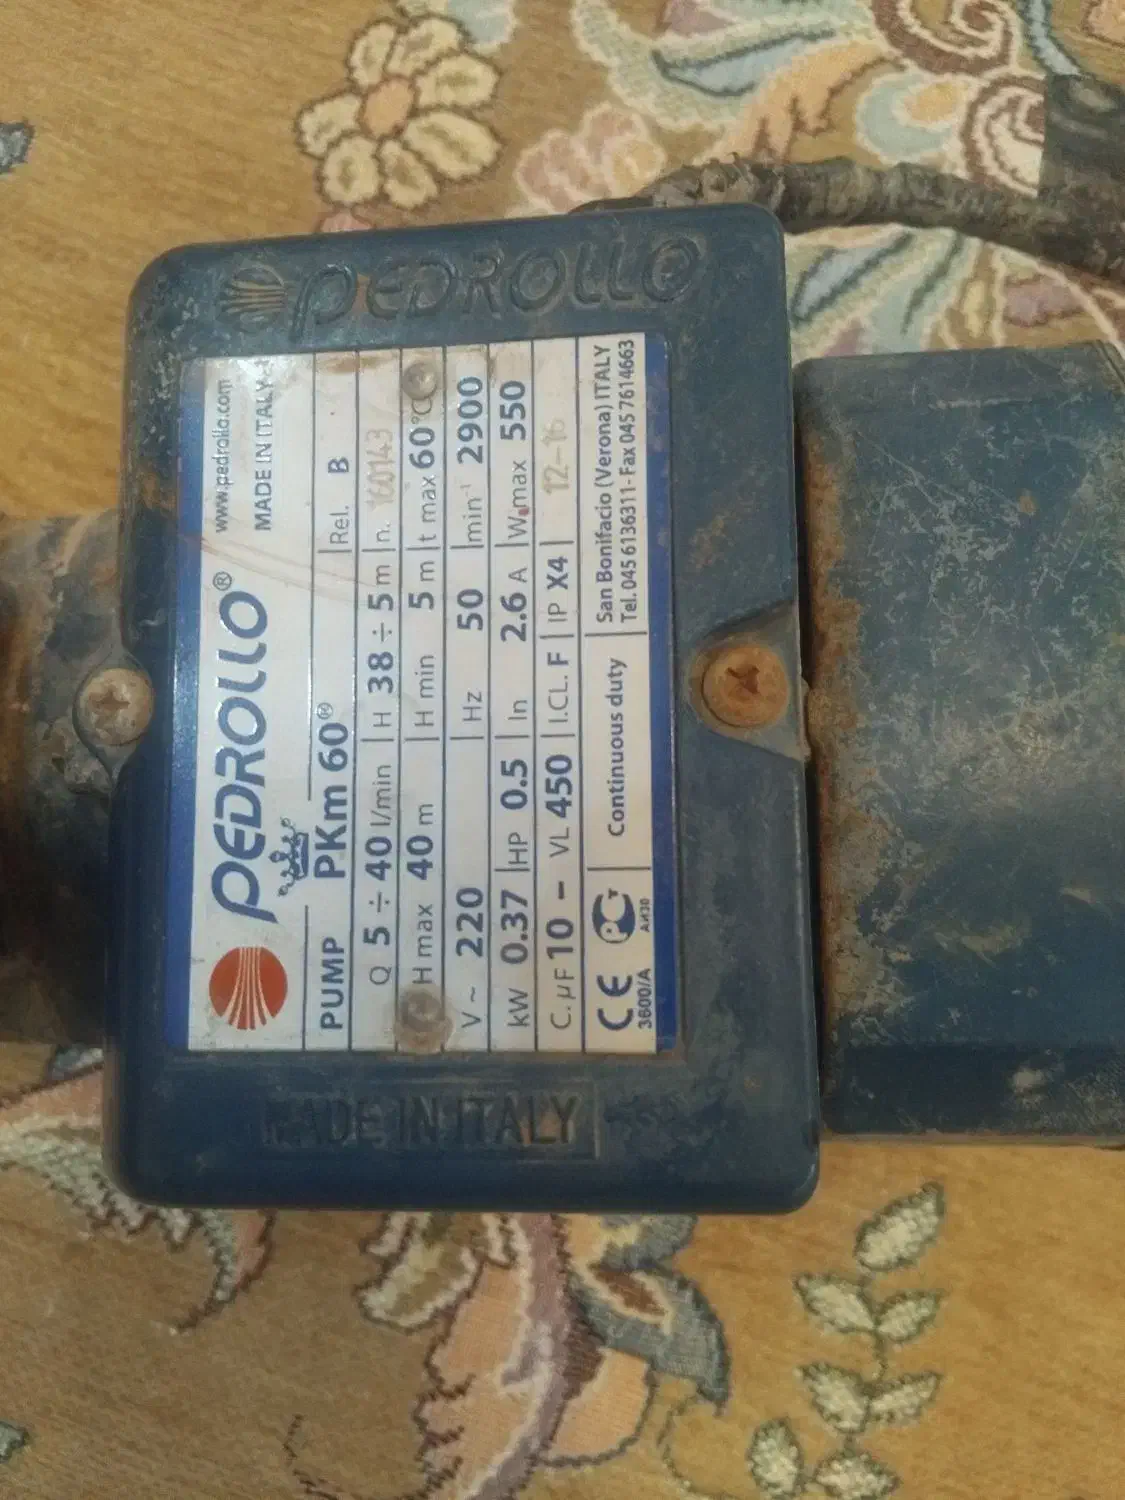 PEDROLLO
PEDROLLO®
www.pedrollo.com
MADE IN ITALY
PUMP PKm 60® Rel. B
Q 5 ÷ 40 l/min H 38 ÷ 5 m n. 160143
H max 40 m H min 5 m t max 60 °C
V ~ 220 Hz 50 min⁻¹ 2900
kW 0.37 HP 0.5 In 2.6 A W max 550
C. µF 10 – VL 450 I.CL. F IP X4 12-16
CE PCT Continuous duty San Bonifacio (Verona) ITALY
3600/A АИ30 Tel. 045 6136311 - Fax 045 7614663
MADE IN ITALY